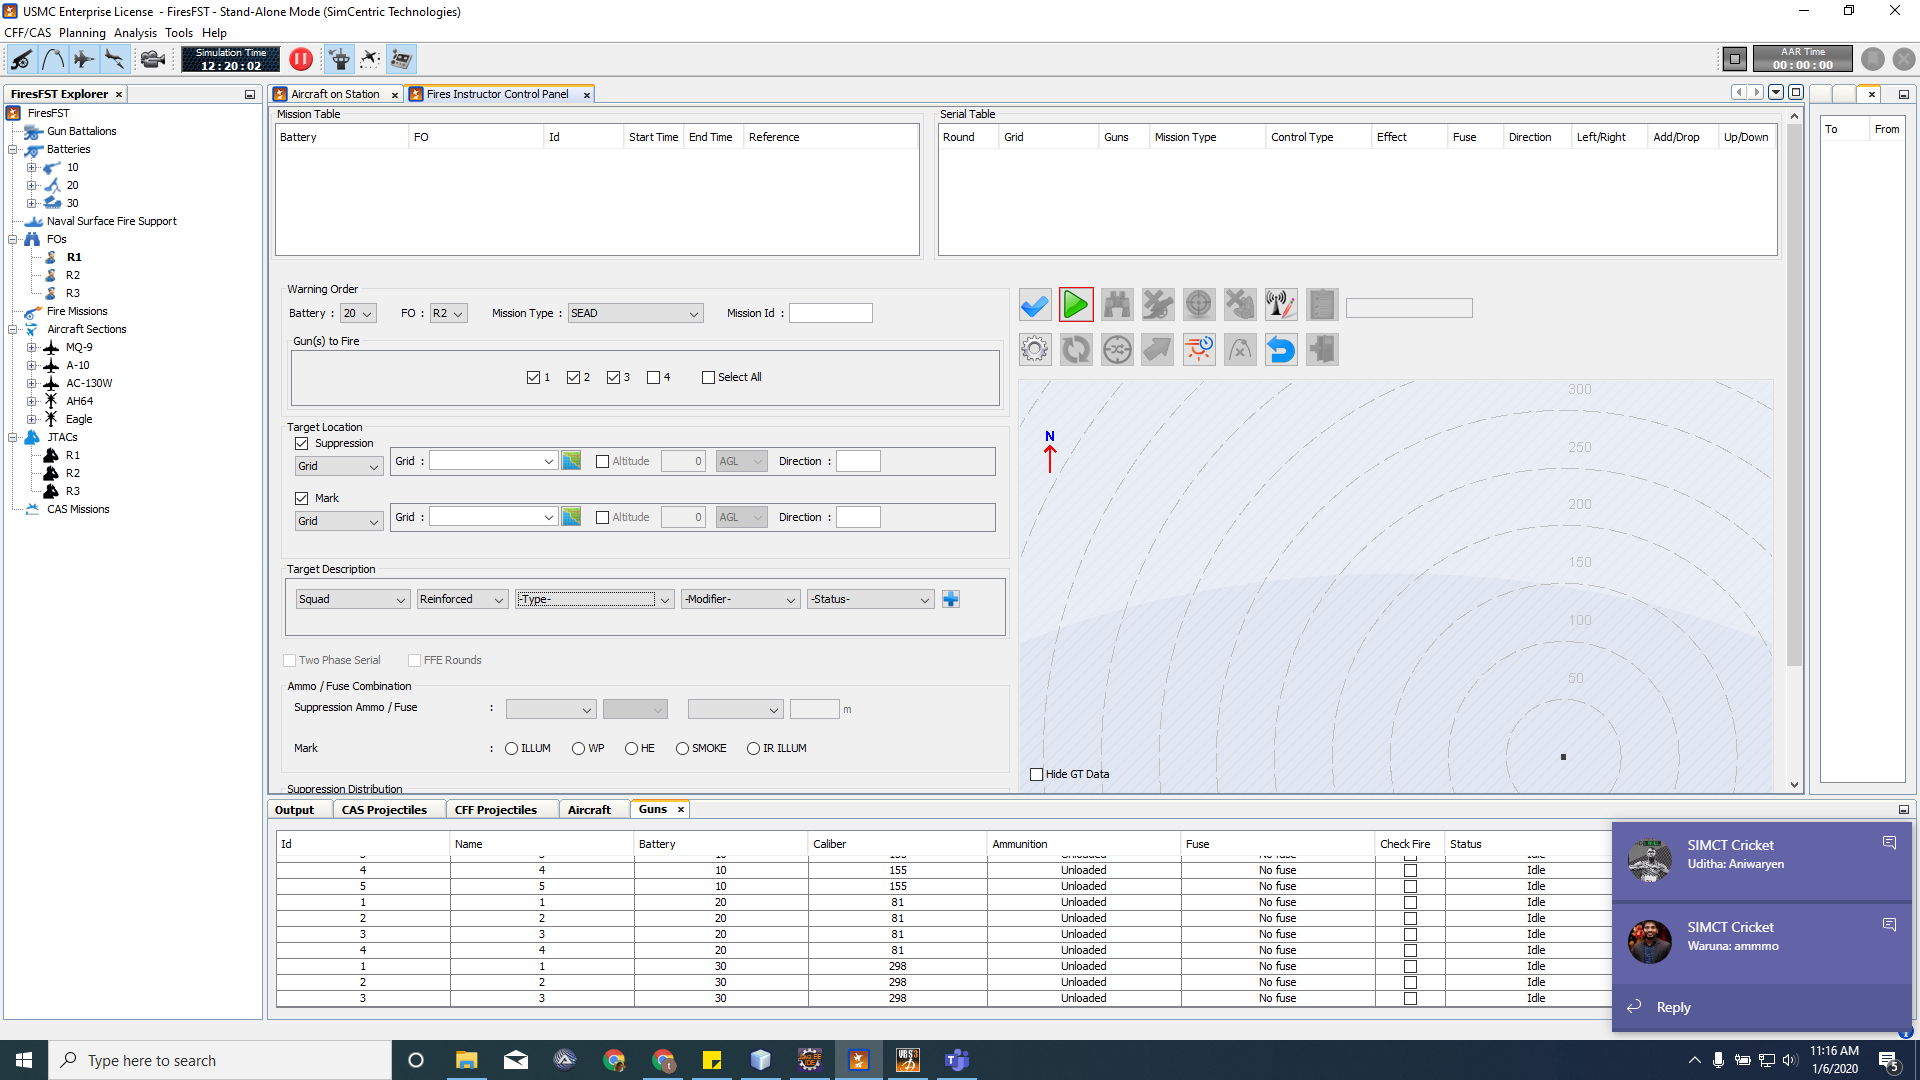 USMC Enterprise License - FiresFST - Stand-Alone Mode (SimCentric Technologies)
CFF/CAS Planning Analysis Tools Help
Simulation Time
12:20:02
AAR Time
00:00:00
FiresFST Explorer
FiresFST
Gun Battalions
Batteries
10
20
30
Naval Surface Fire Support
FOs
R1
R2
R3
Fire Missions
Aircraft Sections
MQ-9
A-10
AC-130W
AH64
Eagle
JTACs
R1
R2
R3
CAS Missions
Aircraft on Station Fires Instructor Control Panel
Mission Table
Battery FO Id Start Time End Time Reference
Serial Table
Round Grid Guns Mission Type Control Type Effect Fuse Direction Left/Right Add/Drop Up/Down
To From
Warning Order
Battery : 20 FO : R2 Mission Type : SEAD Mission Id :
Gun(s) to Fire
1 2 3 4 Select All
Target Location
Suppression
Grid Grid : Altitude 0 AGL Direction :
Mark
Grid Grid : Altitude 0 AGL Direction :
Target Description
Squad Reinforced -Type- -Modifier- -Status-
Two Phase Serial FFE Rounds
Ammo / Fuse Combination
Suppression Ammo / Fuse : m
Mark : ILLUM WP HE SMOKE IR ILLUM
Suppression Distribution
N
300
250
200
150
100
50
Hide GT Data
Output CAS Projectiles CFF Projectiles Aircraft Guns
Id Name Battery Caliber Ammunition Fuse Check Fire Status
4 4 10 155 Unloaded No fuse Idle
5 5 10 155 Unloaded No fuse Idle
1 1 20 81 Unloaded No fuse Idle
2 2 20 81 Unloaded No fuse Idle
3 3 20 81 Unloaded No fuse Idle
4 4 20 81 Unloaded No fuse Idle
1 1 30 298 Unloaded No fuse Idle
2 2 30 298 Unloaded No fuse Idle
3 3 30 298 Unloaded No fuse Idle
SIMCT Cricket
Uditha: Aniwaryen
SIMCT Cricket
Waruna: ammmo
Reply
Type here to search
VBS3
11:16 AM
1/6/2020
5